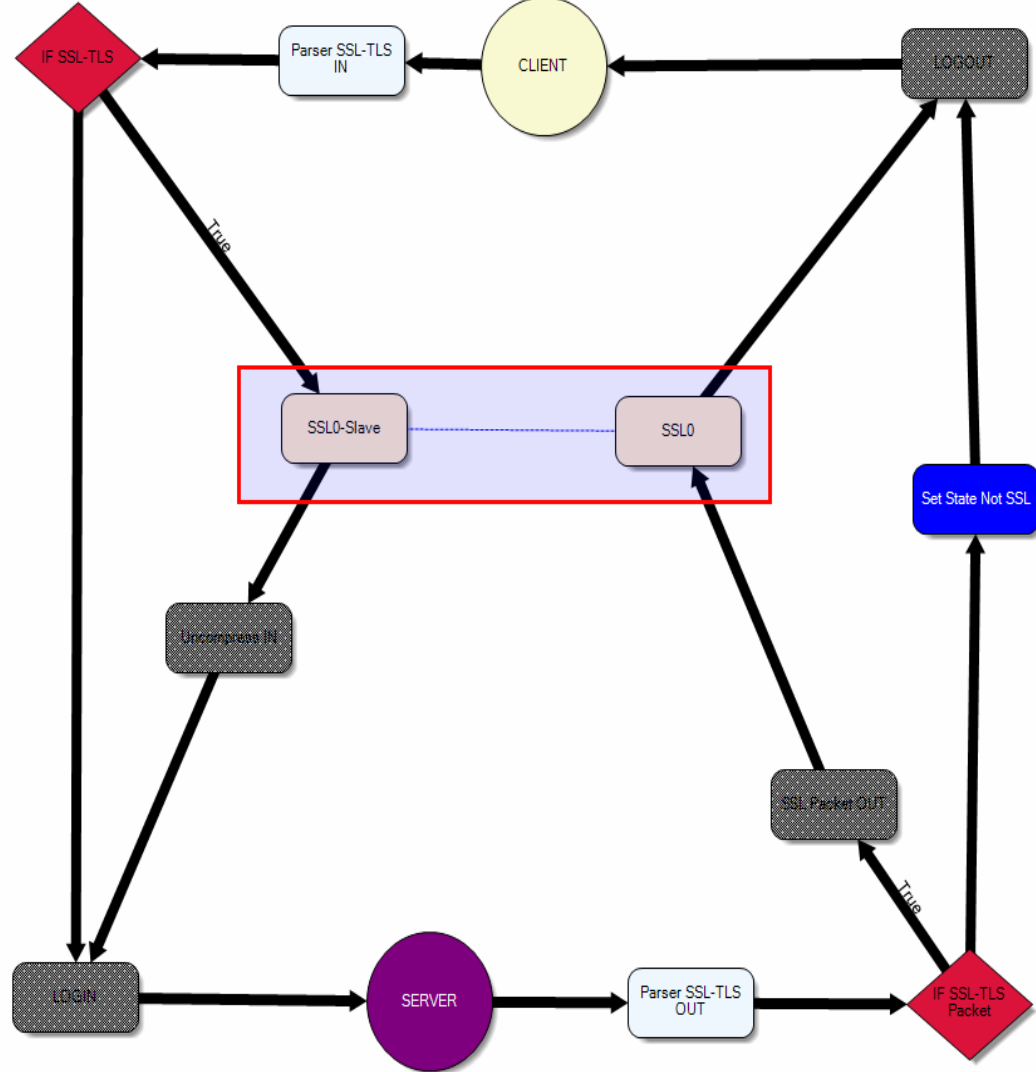 IF SSL-TLS
Parser SSL-TLS
IN
CLIENT
LOGOUT
True
SSL0-Slave
SSL0
Set State Not SSL
Uncompress IN
SSL Packet OUT
True
LOGIN
SERVER
Parser SSL-TLS
OUT
IF SSL-TLS
Packet